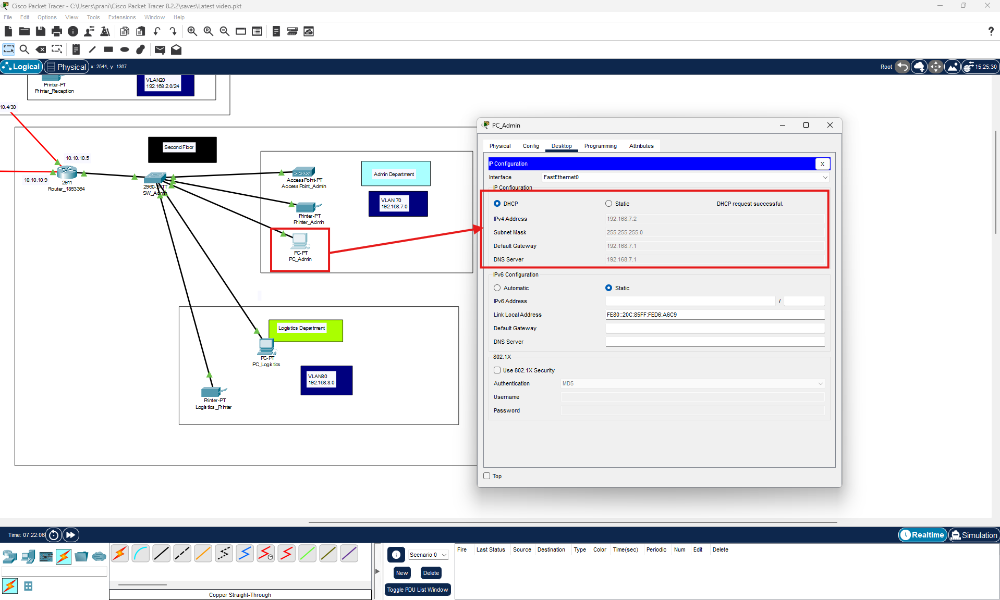 Cisco Packet Tracer - C:\Users\prani\Cisco Packet Tracer 8.2.2\saves\Latest video.pkt
File Edit Options View Tools Extensions Window Help
Logical Physical x: 2544, y: 1367
Root 15:25:30
Printer-PT
Printer_Reception
VLAN20
192.168.2.0/24
10.4/30
Second Floor
10.10.10.5
10.10.10.9
2911
Router_1853364
2960-24TT
SW_Admin
Access Point-PT
Access Point_Admin
Admin Department
VLAN 70
192.168.7.0
Printer-PT
Printer_Admin
PC-PT
PC_Admin
Logistics Department
PC-PT
PC_Logistics
VLAN80
192.168.8.0
Printer-PT
Logistics_Printer
PC_Admin
Physical Config Desktop Programming Attributes
IP Configuration X
Interface FastEthernet0
IP Configuration
DHCP Static DHCP request successful.
IPv4 Address 192.168.7.2
Subnet Mask 255.255.255.0
Default Gateway 192.168.7.1
DNS Server 192.168.7.1
IPv6 Configuration
Automatic Static
IPv6 Address /
Link Local Address FE80::20C:85FF:FED6:A6C9
Default Gateway
DNS Server
802.1X
Use 802.1X Security
Authentication MD5
Username
Password
Top
Time: 07:22:06
Realtime Simulation
Scenario 0
New Delete
Toggle PDU List Window
Fire Last Status Source Destination Type Color Time(sec) Periodic Num Edit Delete
Copper Straight-Through